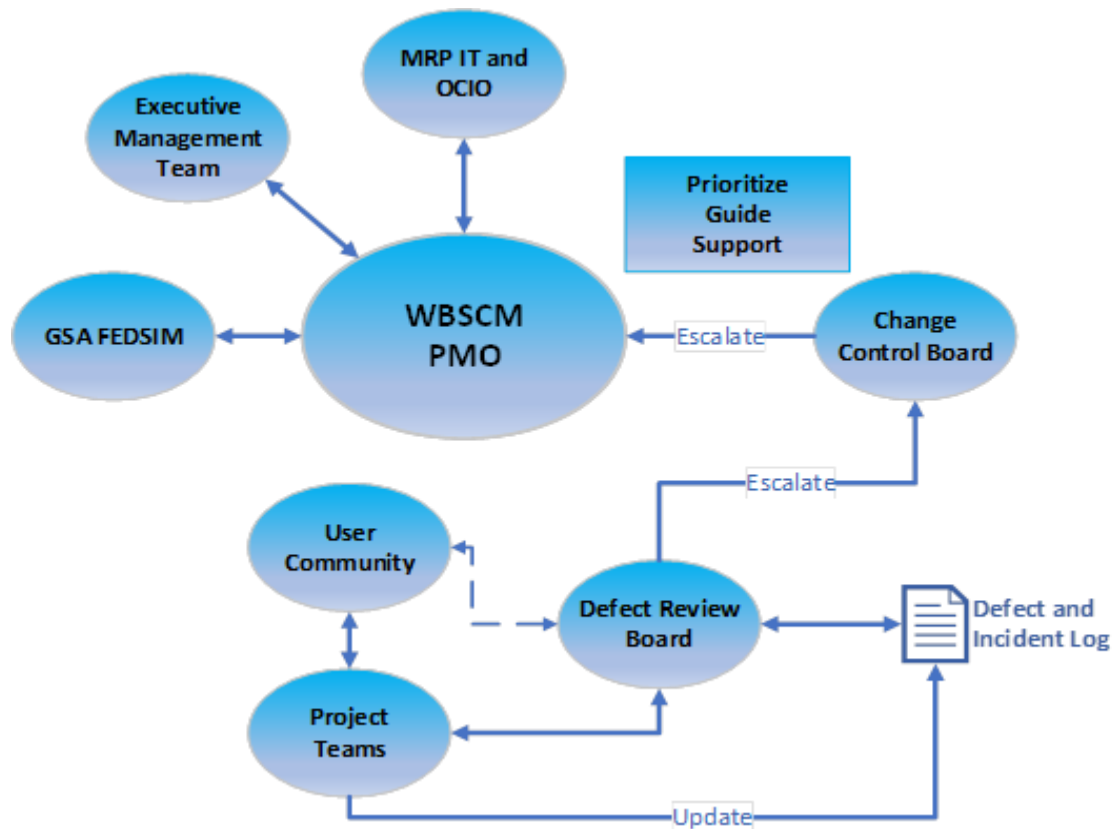 MRP IT and
OCIO
Executive
Management
Team
Prioritize
Guide
Support
GSA FEDSIM
WBSCM
PMO
Escalate
Change
Control Board
Escalate
User
Community
Defect Review
Board
Defect and
Incident Log
Project
Teams
Update